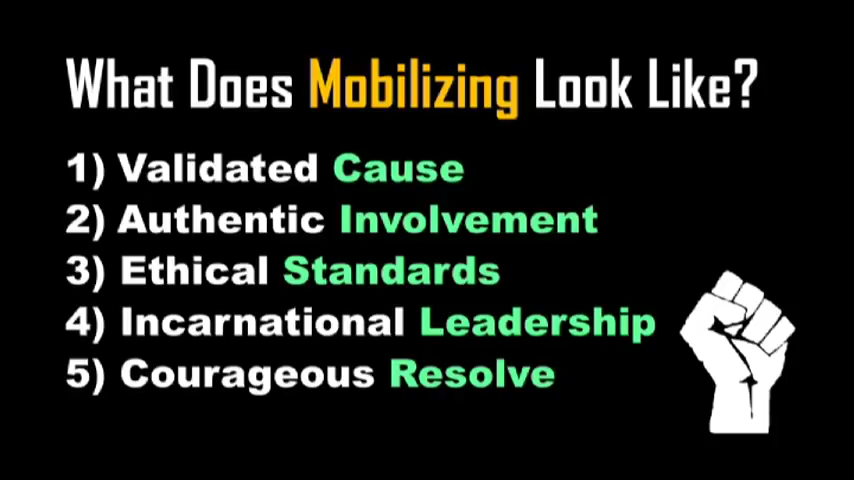 What Does Mobilizing Look Like?
1) Validated Cause
2) Authentic Involvement
3) Ethical Standards
4) Incarnational Leadership
5) Courageous Resolve